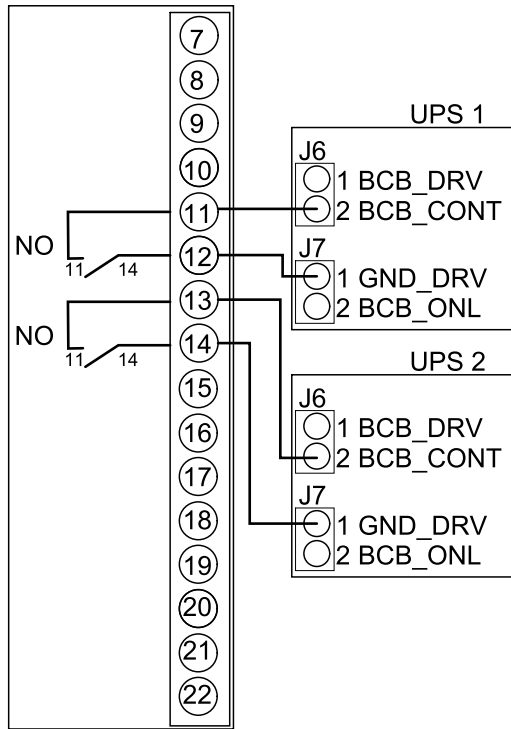 7
8
9
10
11
12
13
14
15
16
17
18
19
20
21
22
NO
11 14
NO
11 14
UPS 1
J6
1 BCB_DRV
2 BCB_CONT
J7
1 GND_DRV
2 BCB_ONL
UPS 2
J6
1 BCB_DRV
2 BCB_CONT
J7
1 GND_DRV
2 BCB_ONL